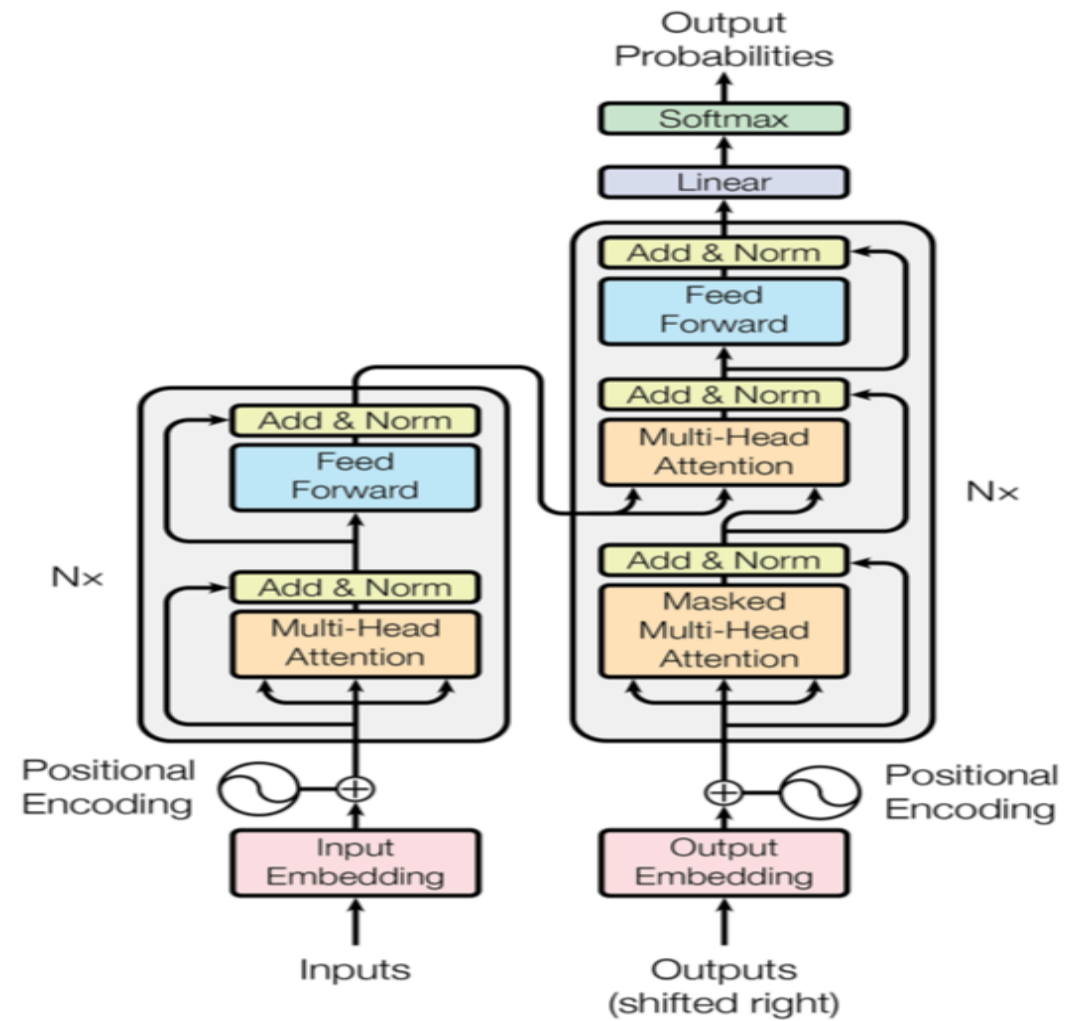 Output
Probabilities
Softmax
Linear
Add & Norm
Feed
Forward
Add & Norm
Multi-Head
Attention
Add & Norm
Masked
Multi-Head
Attention
Nx
Add & Norm
Feed
Forward
Add & Norm
Multi-Head
Attention
Nx
Positional
Encoding
Input
Embedding
Inputs
Positional
Encoding
Output
Embedding
Outputs
(shifted right)